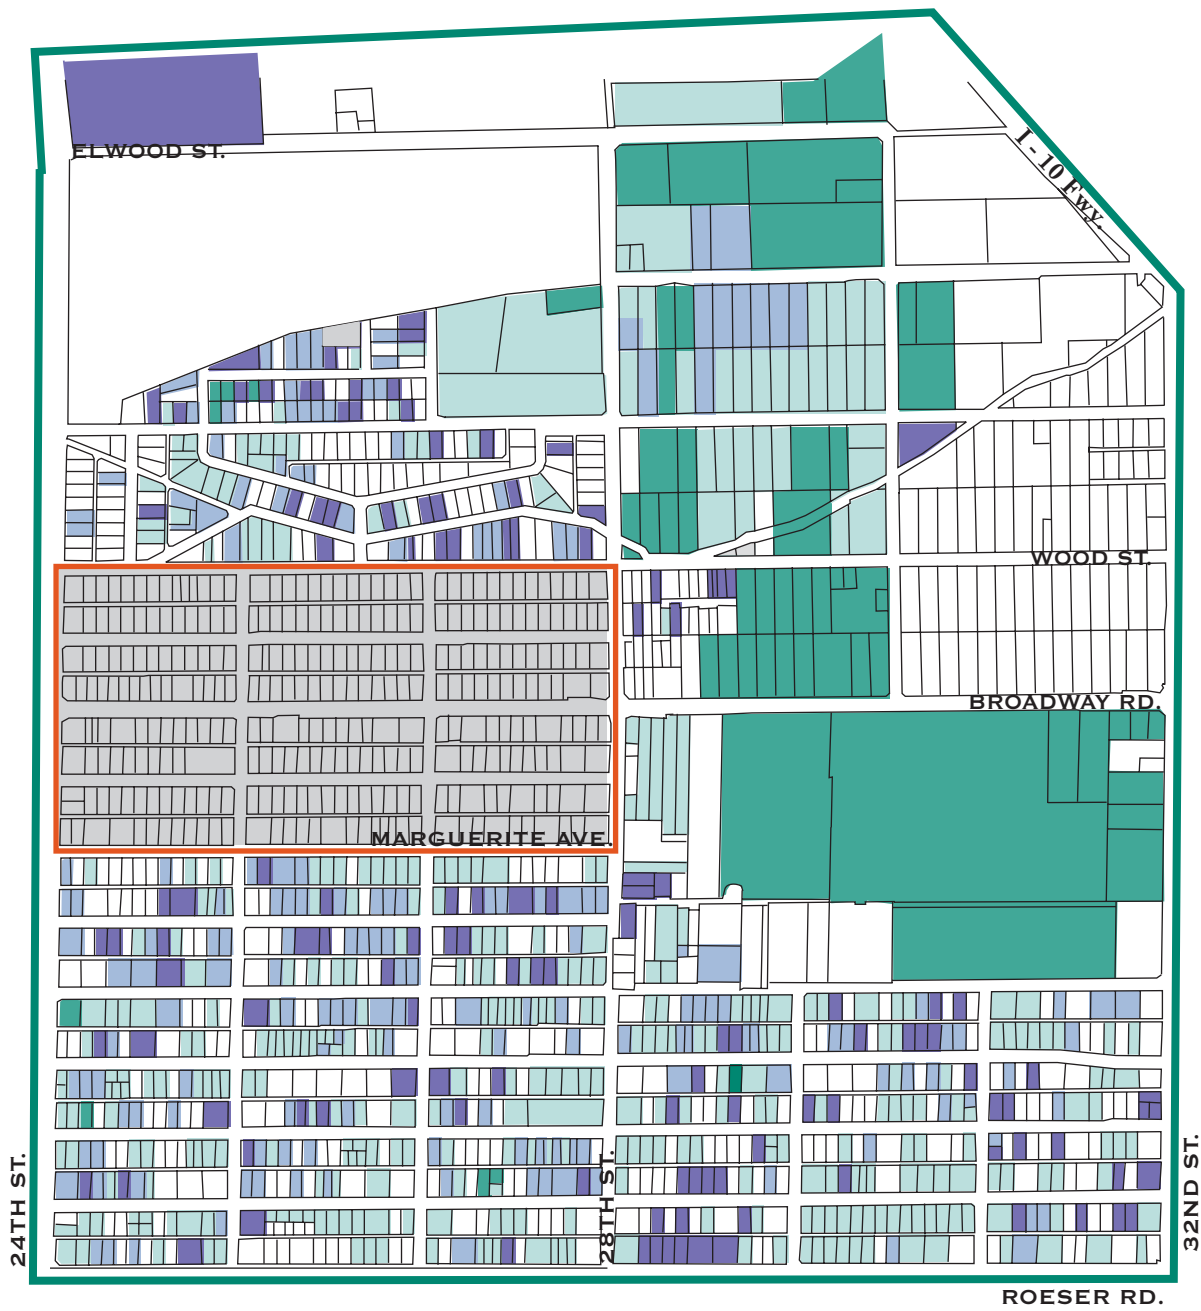 ELWOOD ST.
I - 10 Fwy.
WOOD ST.
BROADWAY RD.
MARGUERITE AVE.
24TH ST.
28TH ST.
32ND ST.
ROESER RD.